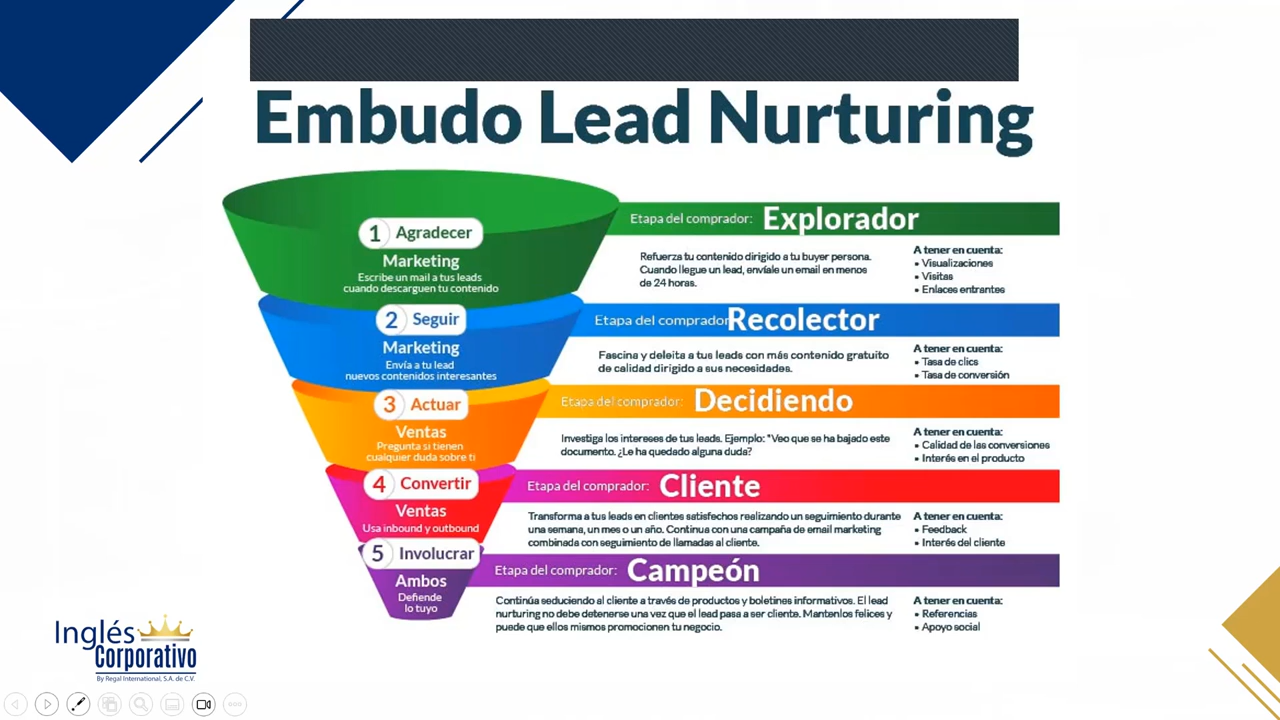 Embudo Lead Nurturing
1 Agradecer
Marketing
Escribe un mail a tus leads
cuando descarguen tu contenido
Etapa del comprador: Explorador
Refuerza tu contenido dirigido a tu buyer persona.
Cuando llegue un lead, envíale un email en menos
de 24 horas.
A tener en cuenta:
• Visualizaciones
• Visitas
• Enlaces entrantes
2 Seguir
Marketing
Envía a tu lead
nuevos contenidos interesantes
Etapa del comprador Recolector
Fascina y deleita a tus leads con más contenido gratuito
de calidad dirigido a sus necesidades.
A tener en cuenta:
• Tasa de clics
• Tasa de conversión
3 Actuar
Ventas
Pregunta si tienen
cualquier duda sobre ti
Etapa del comprador: Decidiendo
Investiga los intereses de tus leads. Ejemplo: "Veo que se ha bajado este
documento. ¿Le ha quedado alguna duda?
A tener en cuenta:
• Calidad de las conversiones
• Interés en el producto
4 Convertir
Ventas
Usa inbound y outbound
Etapa del comprador: Cliente
Transforma a tus leads en clientes satisfechos realizando un seguimiento durante
una semana, un mes o un año. Continua con una campaña de email marketing
combinada con seguimiento de llamadas al cliente.
A tener en cuenta:
• Feedback
• Interés del cliente
5 Involucrar
Ambos
Defiende
lo tuyo
Etapa del comprador: Campeón
Continúa seduciendo al cliente a través de productos y boletines informativos. El lead
nurturing no debe detenerse una vez que el lead pasa a ser cliente. Mantenlos felices y
puede que ellos mismos promocionen tu negocio.
A tener en cuenta:
• Referencias
• Apoyo social
Inglés
Corporativo
By Regal International, S.A. de C.V.